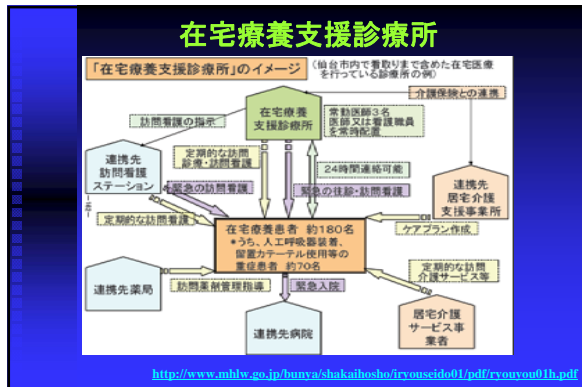 在宅療養支援診療所
「在宅療養支援診療所」のイメージ
(仙台市内で看取りまで含めた在宅医療
を行っている診療所の例)
介護保険との連携
訪問看護の指示
在宅療養
支援診療所
常勤医師3名
医師又は看護職員
を常時配置
連携先
訪問看護
ステーション
定期的な訪問
診療・訪問看護
24時間連絡可能
緊急の訪問看護
緊急の往診・訪問看護
連携先
居宅介護
支援事業所
定期的な訪問看護
在宅療養患者 約180名
*うち、人工呼吸器装着、
留置カテーテル使用等の
重症患者 約70名
ケアプラン作成
連携先薬局
訪問薬剤管理指導
緊急入院
定期的な訪問
介護サービス等
連携先病院
居宅介護
サービス事
業者
http://www.mhlw.go.jp/bunya/shakaihosho/iryouseido01/pdf/ryouyou01h.pdf